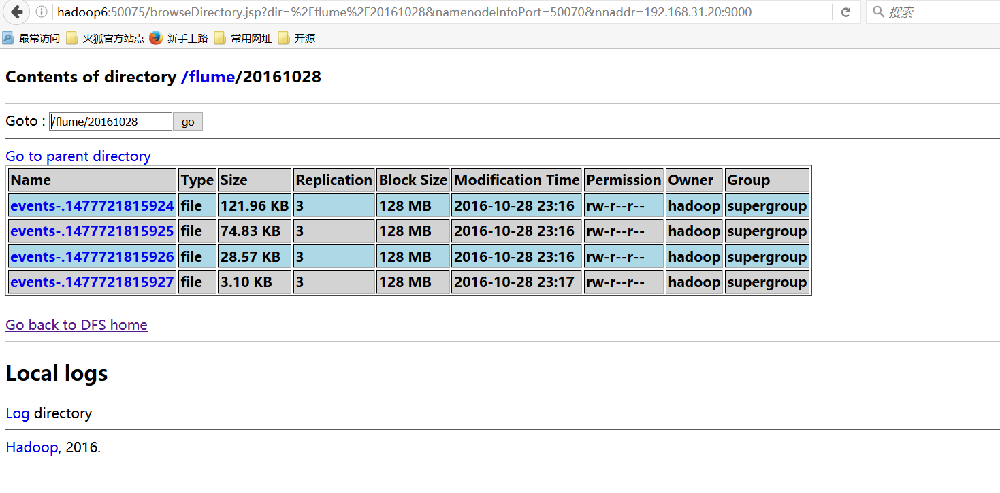 hadoop6:50075/browseDirectory.jsp?dir=%2Fflume%2F20161028&namenodeInfoPort=50070&nnaddr=192.168.31.20:9000 搜索
最常访问 火狐官方站点 新手上路 常用网址 开源
Contents of directory /flume/20161028
Goto : /flume/20161028 go
Go to parent directory
Name Type Size Replication Block Size Modification Time Permission Owner Group
events-.1477721815924 file 121.96 KB 3 128 MB 2016-10-28 23:16 rw-r--r-- hadoop supergroup
events-.1477721815925 file 74.83 KB 3 128 MB 2016-10-28 23:16 rw-r--r-- hadoop supergroup
events-.1477721815926 file 28.57 KB 3 128 MB 2016-10-28 23:16 rw-r--r-- hadoop supergroup
events-.1477721815927 file 3.10 KB 3 128 MB 2016-10-28 23:17 rw-r--r-- hadoop supergroup
Go back to DFS home
Local logs
Log directory
Hadoop, 2016.